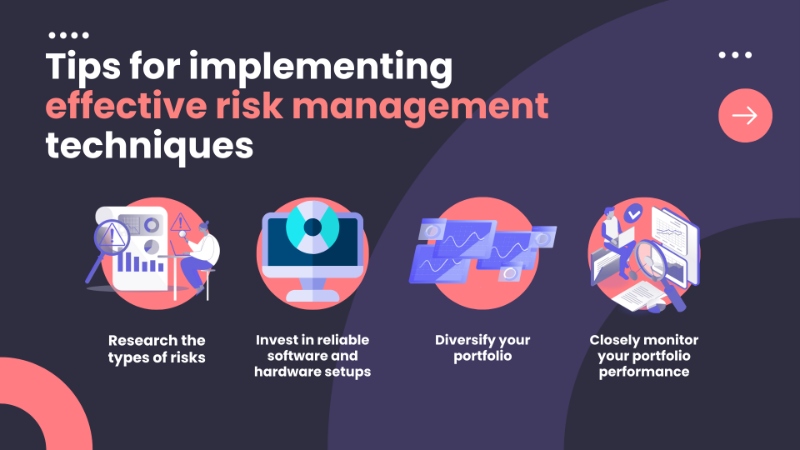 Tips for implementing
effective risk management
techniques
Research the
types of risks
Invest in reliable
software and
hardware setups
Diversify your
portfolio
Closely monitor
your portfolio
performance